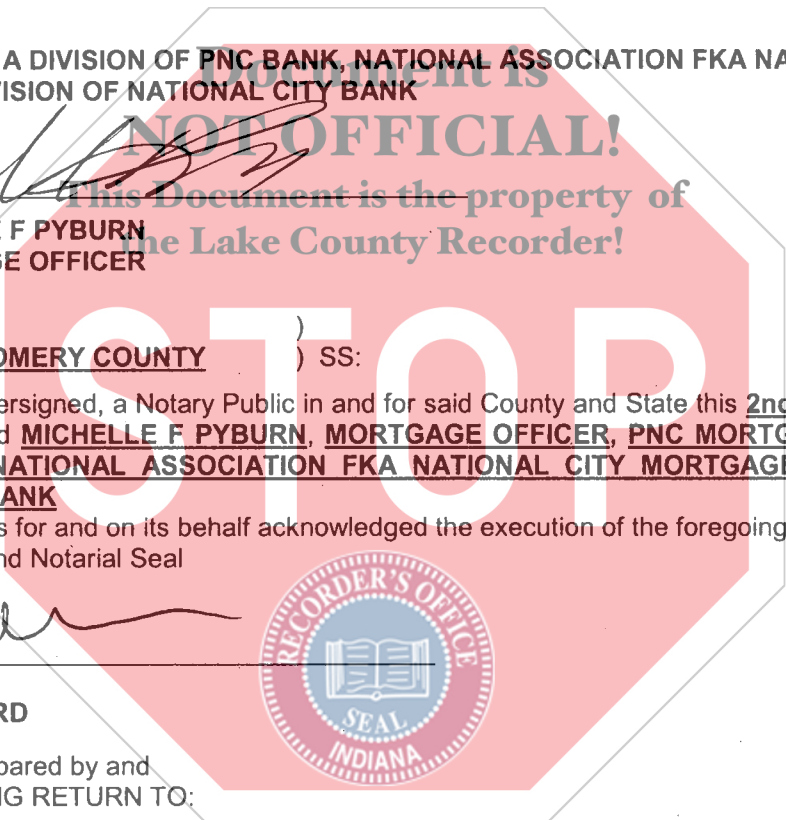 A DIVISION OF PNC BANK, NATIONAL ASSOCIATION FKA NA
VISION OF NATIONAL CITY BANK
Document is
NOT OFFICIAL!
This Document is the property of
the Lake County Recorder!
E F PYBURN
GE OFFICER
STOP
)
OMERY COUNTY ) SS:
ersigned, a Notary Public in and for said County and State this 2nd
d MICHELLE F PYBURN, MORTGAGE OFFICER, PNC MORTG
NATIONAL ASSOCIATION FKA NATIONAL CITY MORTGAGE
ANK
s for and on its behalf acknowledged the execution of the foregoing
nd Notarial Seal
RECORDER'S OFFICE
SEAL
INDIANA
RD
pared by and
NG RETURN TO: